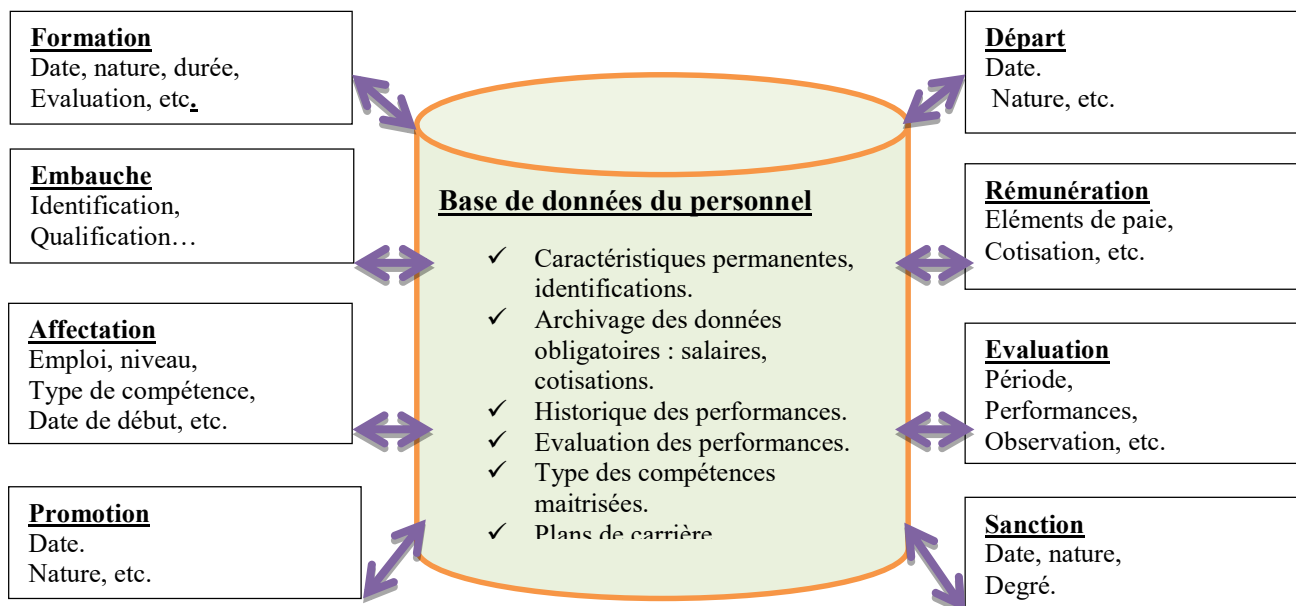 Formation
Date, nature, durée,
Evaluation, etc.
Embauche
Identification,
Qualification…
Affectation
Emploi, niveau,
Type de compétence,
Date de début, etc.
Promotion
Date.
Nature, etc.
Base de données du personnel
✓ Caractéristiques permanentes,
identifications.
✓ Archivage des données
obligatoires : salaires,
cotisations.
✓ Historique des performances.
✓ Evaluation des performances.
✓ Type des compétences
maitrisées.
✓ Plans de carrière
Départ
Date.
Nature, etc.
Rémunération
Eléments de paie,
Cotisation, etc.
Evaluation
Période,
Performances,
Observation, etc.
Sanction
Date, nature,
Degré.